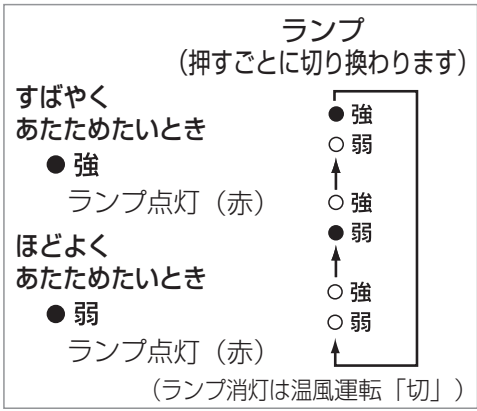 ランプ
（押すごとに切り換わります）
すばやく
あたためたいとき
● 強
ランプ点灯（赤）
ほどよく
あたためたいとき
● 弱
ランプ点灯（赤）
● 強
○ 弱
○ 強
● 弱
○ 強
○ 弱
（ランプ消灯は温風運転「切」）